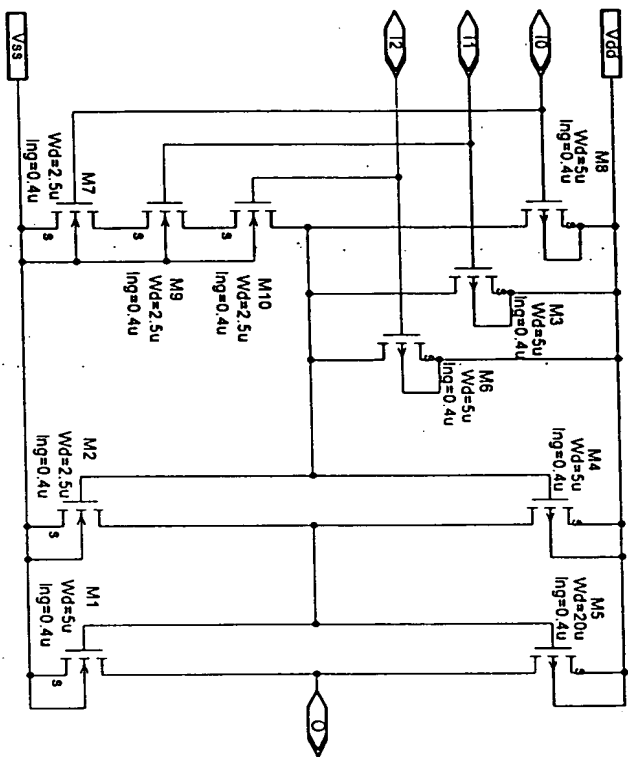 Vdd
I0
I1
I2
Vss
M8
Wd=5u
lng=0.4u
s
M3
Wd=5u
lng=0.4u
s
M6
Wd=5u
lng=0.4u
s
M10
Wd=2.5u
lng=0.4u
s
M9
Wd=2.5u
lng=0.4u
s
M7
Wd=2.5u
lng=0.4u
s
M4
Wd=5u
lng=0.4u
s
M2
Wd=2.5u
lng=0.4u
s
M5
Wd=20u
lng=0.4u
s
M1
Wd=5u
lng=0.4u
s
O